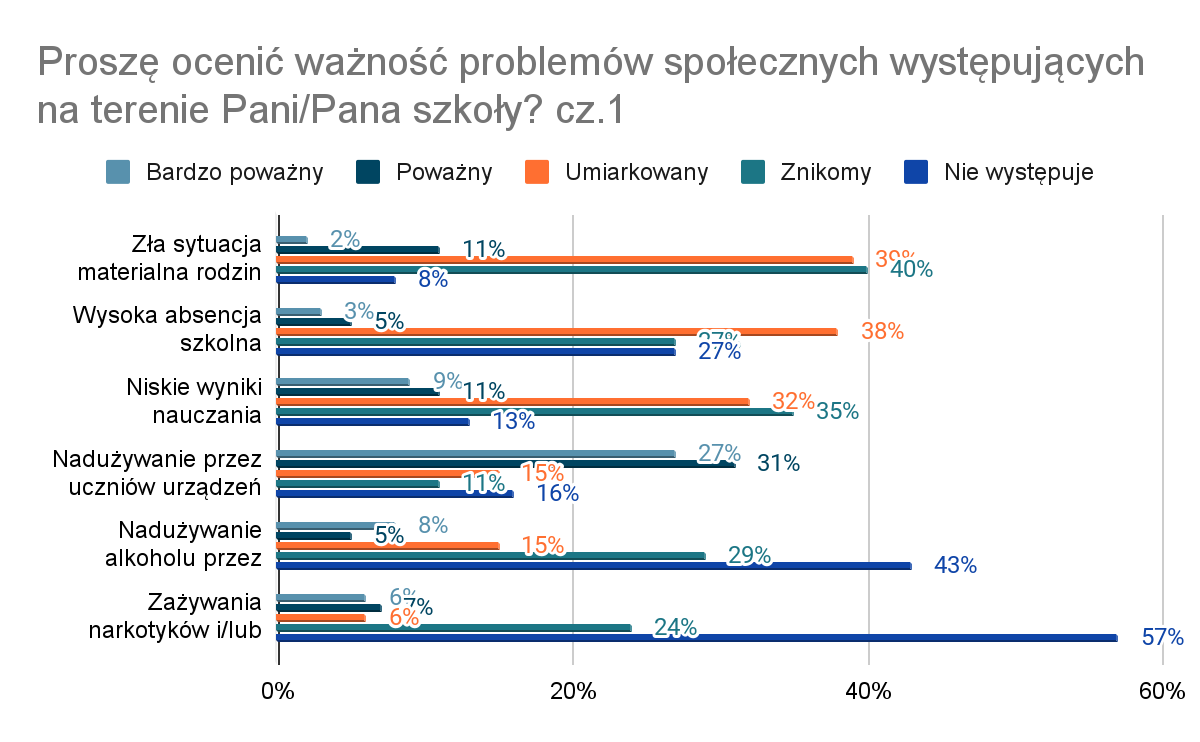 Proszę ocenić ważność problemów społecznych występujących
na terenie Pani/Pana szkoły? cz.1
Bardzo poważny Poważny Umiarkowany Znikomy Nie występuje
Zła sytuacja
materialna rodzin
2%
11%
39%
40%
8%
Wysoka absencja
szkolna
3%
5%
38%
27%
27%
Niskie wyniki
nauczania
9%
11%
32%
35%
13%
Nadużywanie przez
uczniów urządzeń
27%
31%
15%
11%
16%
Nadużywanie
alkoholu przez
8%
5%
15%
29%
43%
Zażywania
narkotyków i/lub
6%
7%
6%
24%
57%
0% 20% 40% 60%